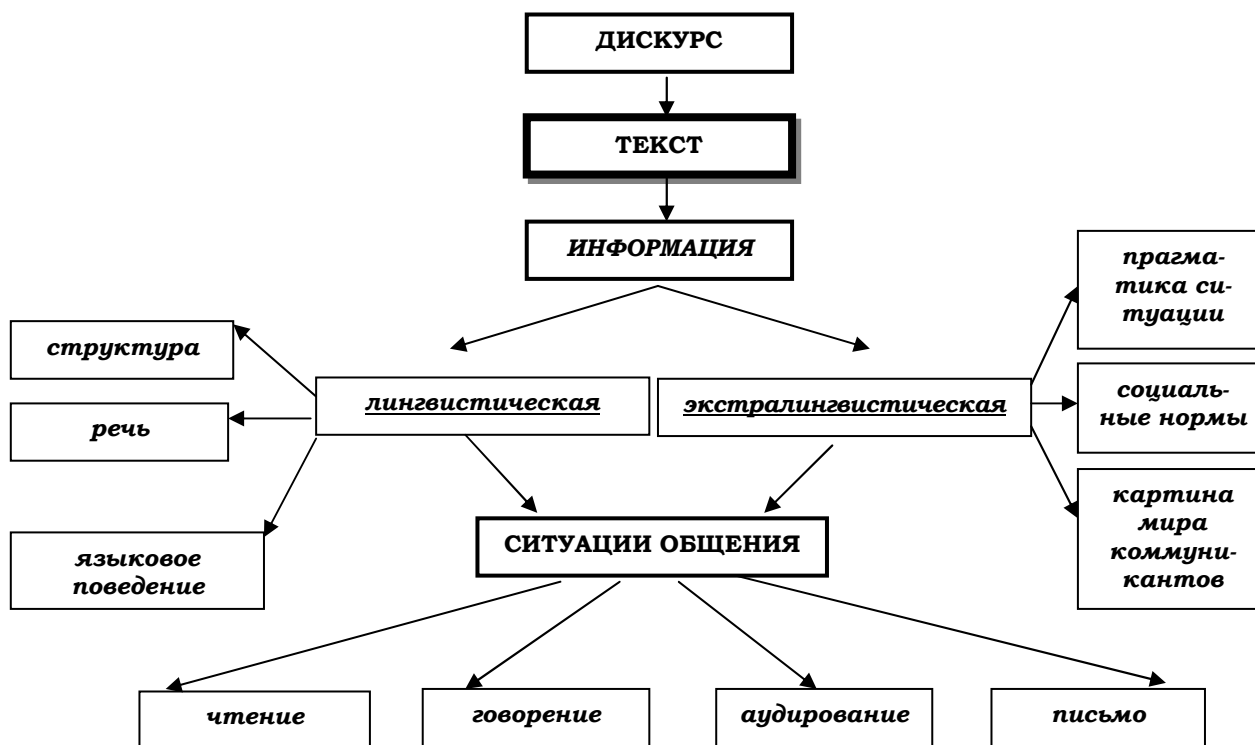 ДИСКУРС
ТЕКСТ
ИНФОРМАЦИЯ
прагма-
тика си-
туации
структура
лингвистическая
экстралингвистическая
социаль-
ные нормы
речь
картина
мира
коммуни-
кантов
СИТУАЦИИ ОБЩЕНИЯ
языковое
поведение
чтение
говорение
аудирование
письмо